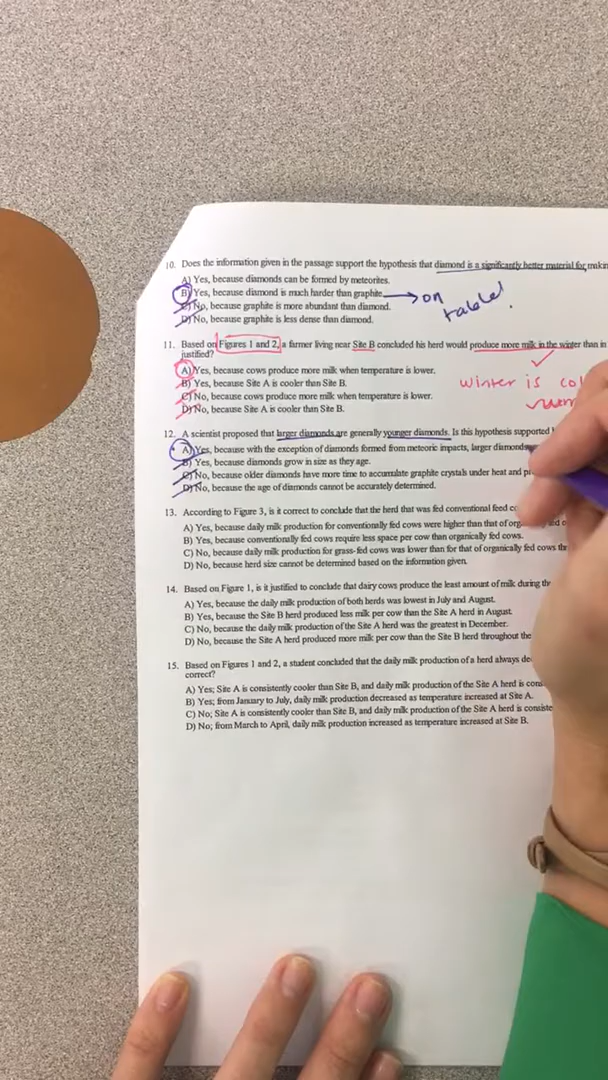 10. Does the information given in the passage support the hypothesis that diamond is a significantly better material for
A) Yes, because diamonds can be formed by meteorites.
B) Yes, because diamond is much harder than graphite. on
C) No, because graphite is more abundant than diamond. table!
D) No, because graphite is less dense than diamond.
11. Based on Figures 1 and 2, a farmer living near Site B concluded his herd would produce more milk in the winter than in
justified?
A) Yes, because cows produce more milk when temperature is lower.
B) Yes, because Site A is cooler than Site B. winter is
C) No, because cows produce more milk when temperature is lower.
D) No, because Site A is cooler than Site B.
12. A scientist proposed that larger diamonds are generally younger diamonds. Is this hypothesis supported
A) Yes, because with the exception of diamonds formed from meteoric impacts, larger diamonds
B) Yes, because diamonds grow in size as they age.
C) No, because older diamonds have more time to accumulate graphite crystals under heat and
D) No, because the age of diamonds cannot be accurately determined.
13. According to Figure 3, is it correct to conclude that the herd that was fed conventional feed
A) Yes, because daily milk production for conventionally fed cows were higher than that of
B) Yes, because conventionally fed cows require less space per cow than organically fed cows.
C) No, because daily milk production for grass-fed cows was lower than for that of organically fed cows
D) No, because herd size cannot be determined based on the information given.
14. Based on Figure 1, is it justified to conclude that dairy cows produce the least amount of milk during
A) Yes, because the daily milk production of both herds was lowest in July and August.
B) Yes, because the Site B herd produced less milk per cow than the Site A herd in August.
C) No, because the daily milk production of the Site A herd was the greatest in December.
D) No, because the Site A herd produced more milk per cow than the Site B herd throughout the
15. Based on Figures 1 and 2, a student concluded that the daily milk production of a herd always
correct?
A) Yes; Site A is consistently cooler than Site B, and daily milk production of the Site A herd is
B) Yes; from January to July, daily milk production decreased as temperature increased at Site A.
C) No; Site A is consistently cooler than Site B, and daily milk production of the Site A herd is
D) No; from March to April, daily milk production increased as temperature increased at Site B.